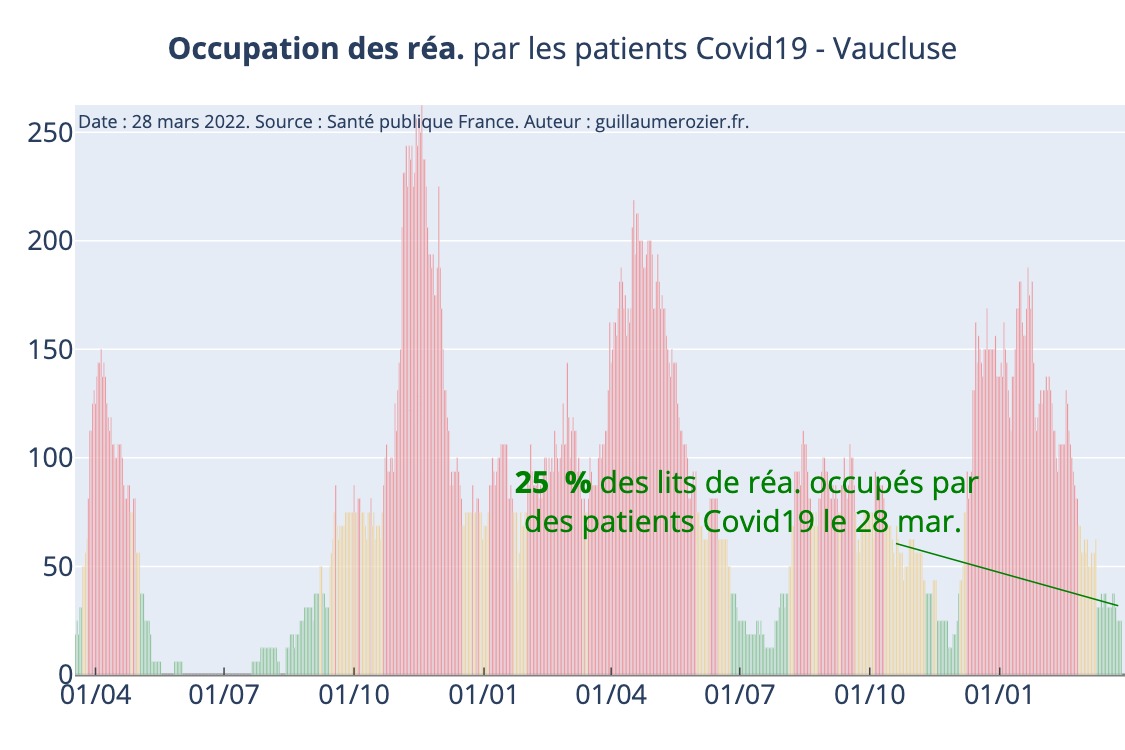 Occupation des réa. par les patients Covid19 - Vaucluse
Date : 28 mars 2022. Source : Santé publique France. Auteur : guillaumerozier.fr.
250
200
150
100
50
0
25 % des lits de réa. occupés par
des patients Covid19 le 28 mar.
01/04 01/07 01/10 01/01 01/04 01/07 01/10 01/01